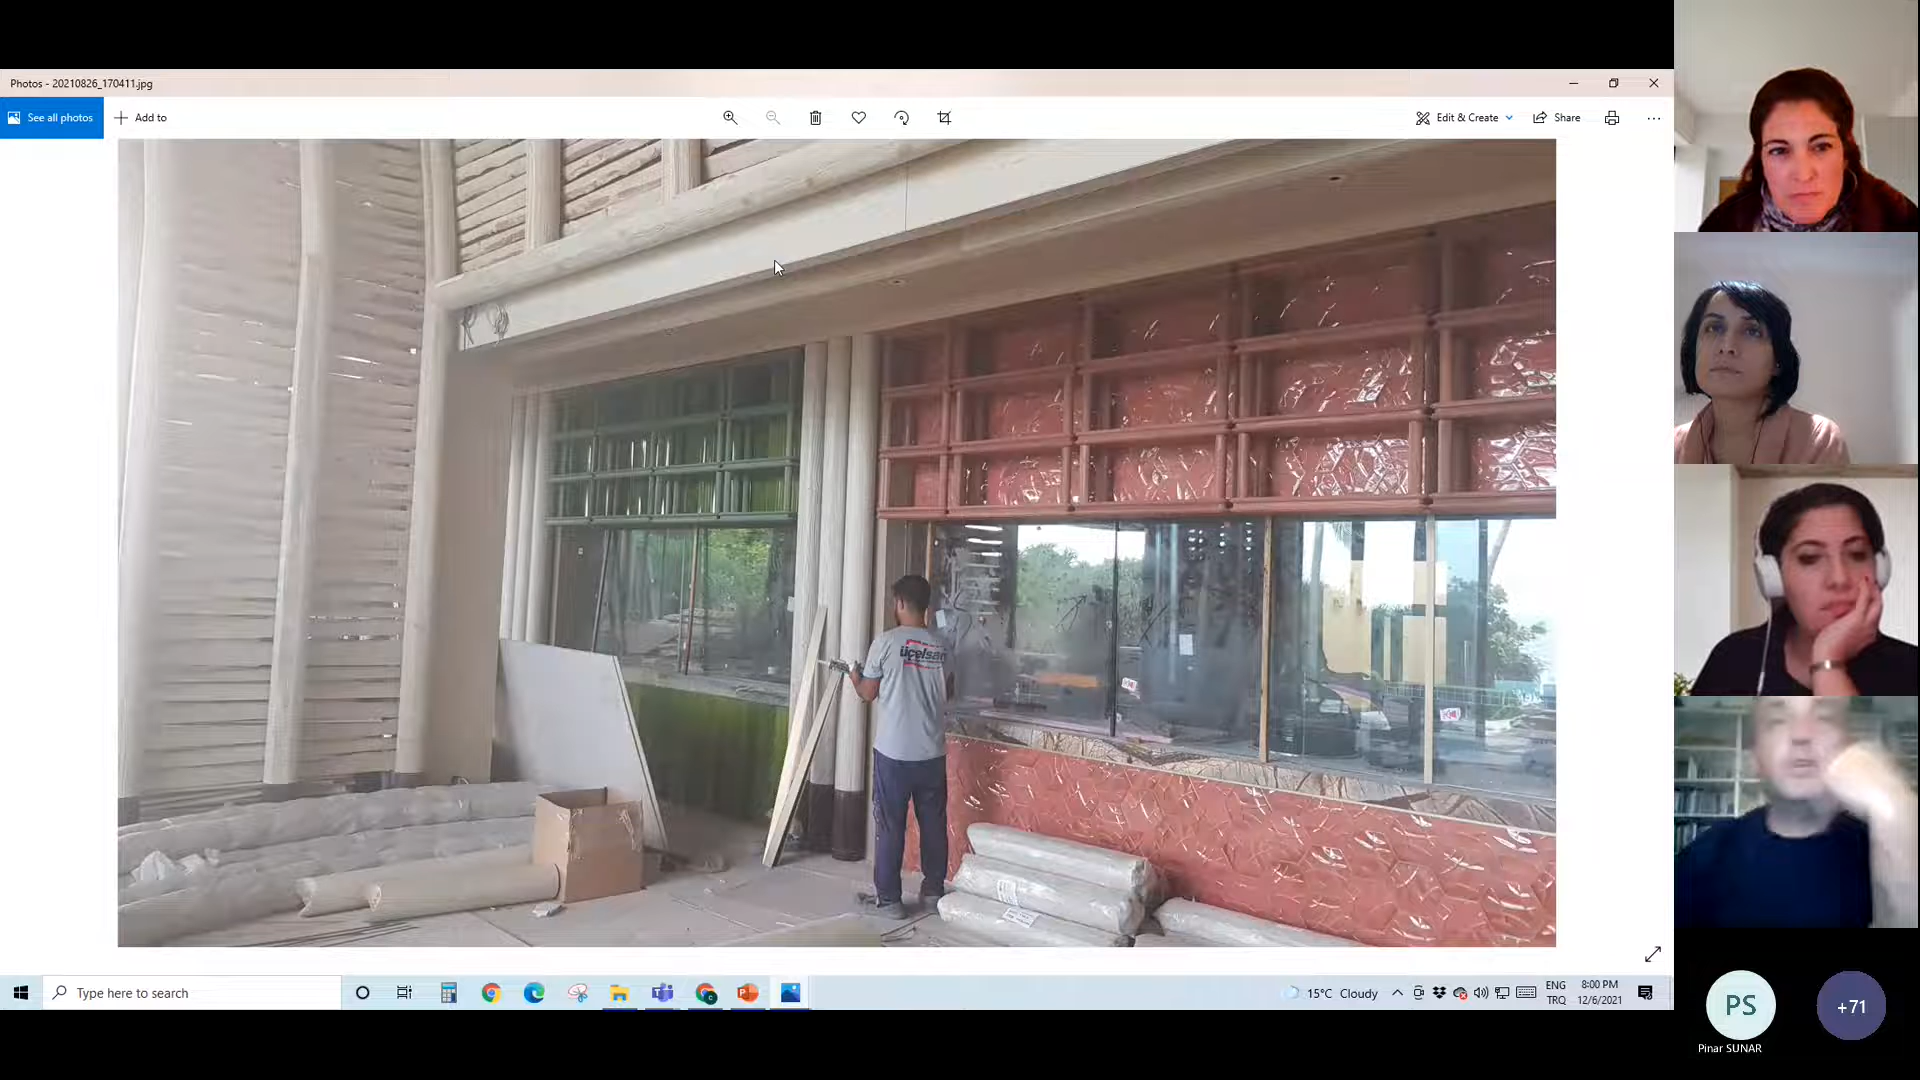 Photos - 20210826_170411.jpg
See all photos
Add to
Edit & Create
Share
üçelsan
Type here to search
15°C Cloudy
ENG
TRQ
8:00 PM
12/6/2021
PS
Pinar SUNAR
+71